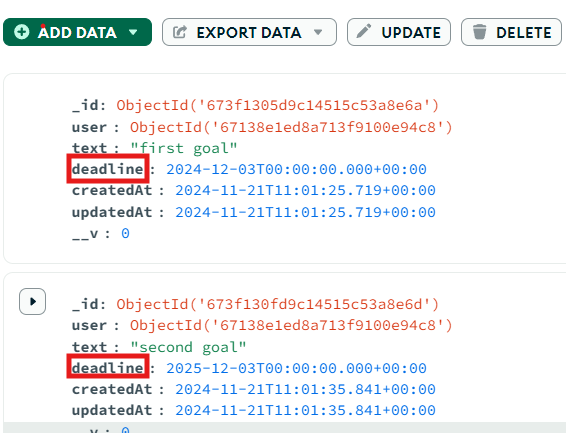 ADD DATA EXPORT DATA UPDATE DELETE
_id: ObjectId('673f1305d9c14515c53a8e6a')
user : ObjectId('67138e1ed8a713f9100e94c8')
text : "first goal"
deadline : 2024-12-03T00:00:00.000+00:00
createdAt : 2024-11-21T11:01:25.719+00:00
updatedAt : 2024-11-21T11:01:25.719+00:00
__v : 0
_id: ObjectId('673f130fd9c14515c53a8e6d')
user : ObjectId('67138e1ed8a713f9100e94c8')
text : "second goal"
deadline : 2025-12-03T00:00:00.000+00:00
createdAt : 2024-11-21T11:01:35.841+00:00
updatedAt : 2024-11-21T11:01:35.841+00:00
__v : 0